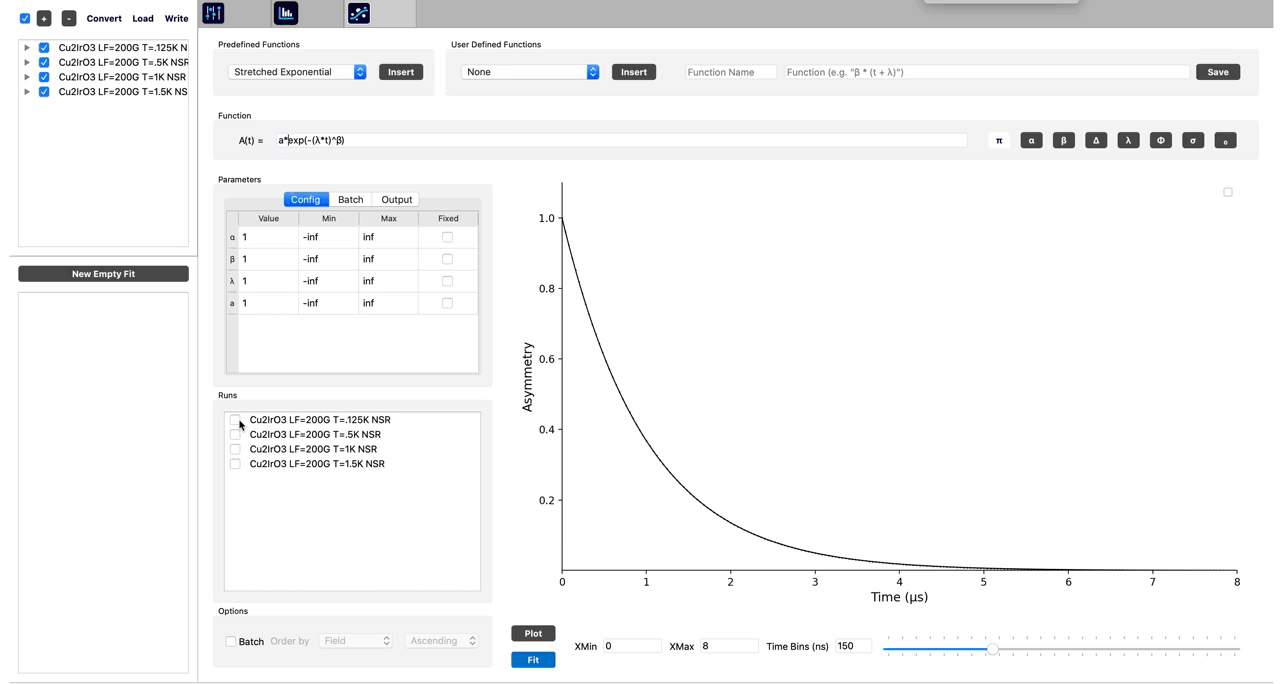 + - Convert Load Write
Cu2IrO3 LF=200G T=.125K N
Cu2IrO3 LF=200G T=.5K NSR
Cu2IrO3 LF=200G T=1K NSR
Cu2IrO3 LF=200G T=1.5K NS
New Empty Fit
Predefined Functions
Stretched Exponential Insert
User Defined Functions
None Insert Function Name Function (e.g. "β * (t + λ)") Save
Function
A(t) = a*exp(-(λ*t)^β) π α β Δ λ Φ σ ₀
Parameters
Config Batch Output
Value Min Max Fixed
α 1 -inf inf
β 1 -inf inf
λ 1 -inf inf
a 1 -inf inf
Runs
Cu2IrO3 LF=200G T=.125K NSR
Cu2IrO3 LF=200G T=.5K NSR
Cu2IrO3 LF=200G T=1K NSR
Cu2IrO3 LF=200G T=1.5K NSR
Options
Batch Order by Field Ascending
1.0
0.8
0.6
0.4
0.2
Asymmetry
0 1 2 3 4 5 6 7 8
Time (µs)
Plot
Fit
XMin 0 XMax 8 Time Bins (ns) 150